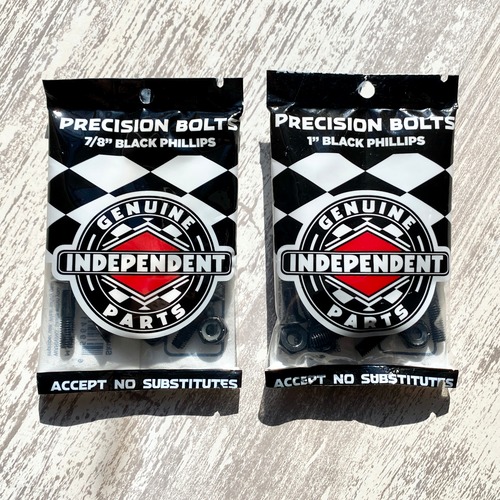 PRECISION BOLTS
7/8" BLACK PHILLIPS
GENUINE
INDEPENDENT
PARTS
ACCEPT NO SUBSTITUTES
PRECISION BOLTS
1" BLACK PHILLIPS
GENUINE
INDEPENDENT
PARTS
ACCEPT NO SUBSTITUTES